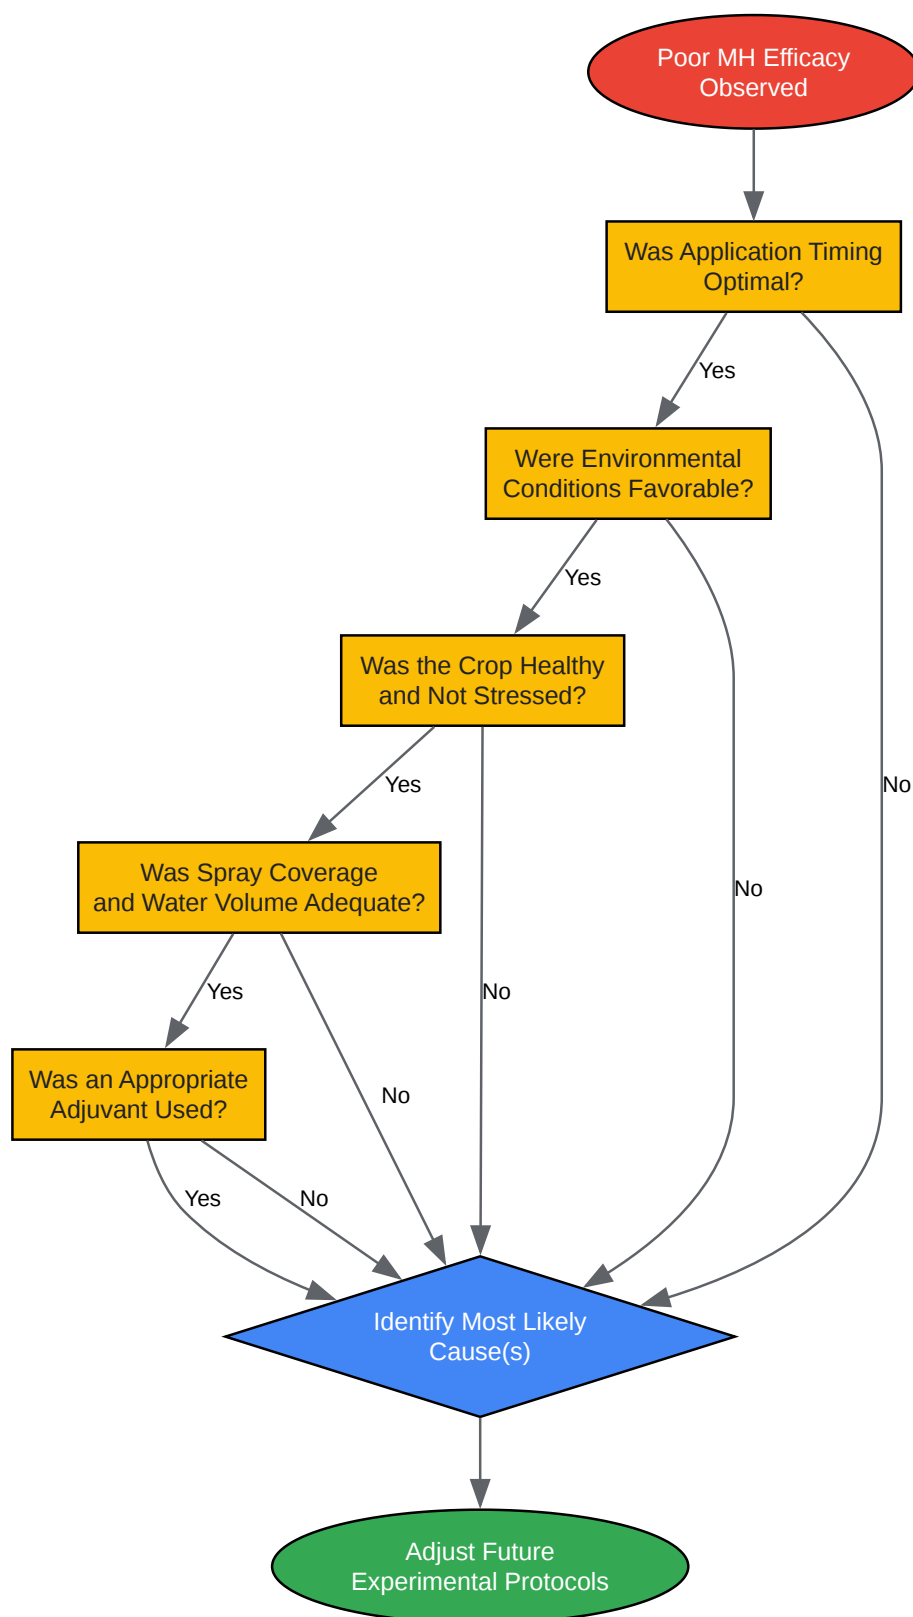 Poor MH Efficacy
Observed
Was Application Timing
Optimal?
Yes
Were Environmental
Conditions Favorable?
Yes
Was the Crop Healthy
and Not Stressed?
Yes
No
Was Spray Coverage
and Water Volume Adequate?
No
Yes
No
Was an Appropriate
Adjuvant Used?
No
Yes
No
Identify Most Likely
Cause(s)
Adjust Future
Experimental Protocols